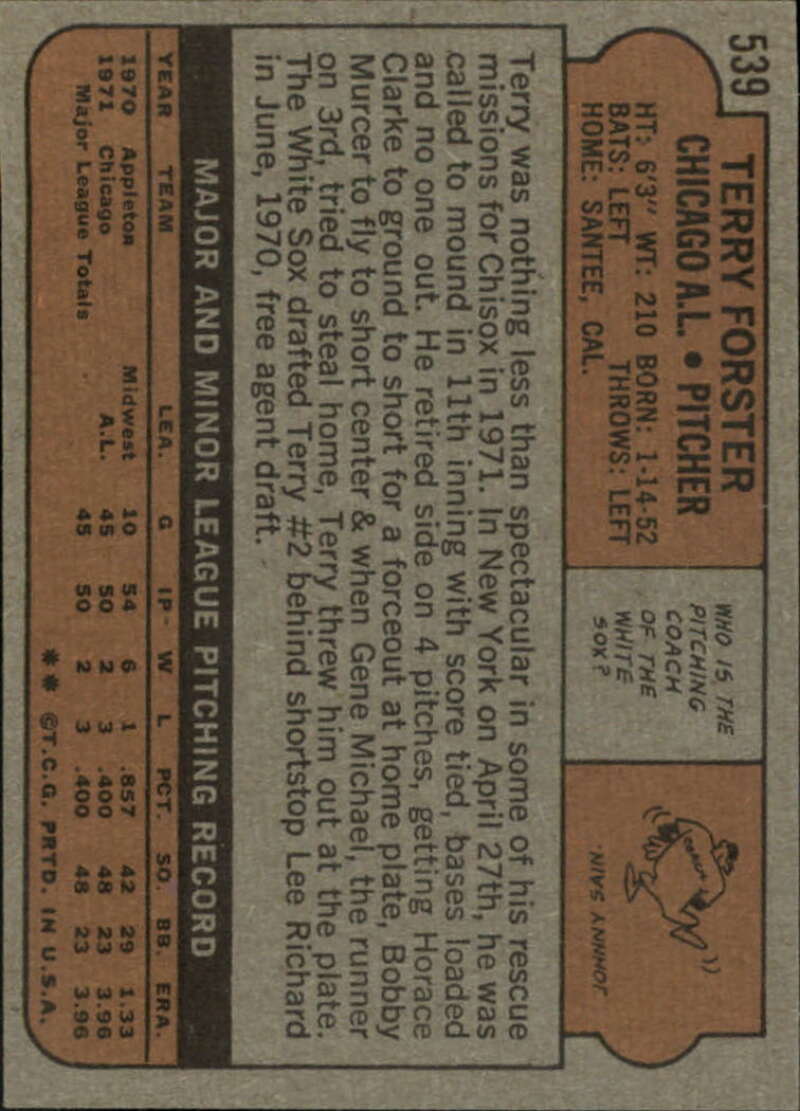 539
TERRY FORSTER
CHICAGO A.L. • PITCHER
HT: 6'3" WT: 210 BORN: 1-14-52
BATS: LEFT THROWS: LEFT
HOME: SANTEE, CAL.
WHO IS THE
PITCHING
COACH
OF THE
WHITE
SOX?
JOHNNY SAIN
Terry was nothing less than spectacular in some of his rescue
missions for Chisox in 1971. In New York on April 27th, he was
called to mound in 11th inning with score tied, bases loaded
and no one out. He retired side on 4 pitches, getting Horace
Clarke to ground to short for a forceout at home plate, Bobby
Murcer to fly to short center & when Gene Michael, the runner
on 3rd, tried to steal home, Terry threw him out at the plate.
The White Sox drafted Terry #2 behind shortstop Lee Richard
in June, 1970, free agent draft.
MAJOR AND MINOR LEAGUE PITCHING RECORD
YEAR TEAM LEA. G IP- W L PCT. SO. BB. ERA.
1970 Appleton Midwest 10 54 6 1 .857 42 29 1.33
1971 Chicago A.L. 45 50 2 3 .400 48 23 3.96
Major League Totals 45 50 2 3 .400 48 23 3.96
** ©T.C.G. PRTD. IN U.S.A.